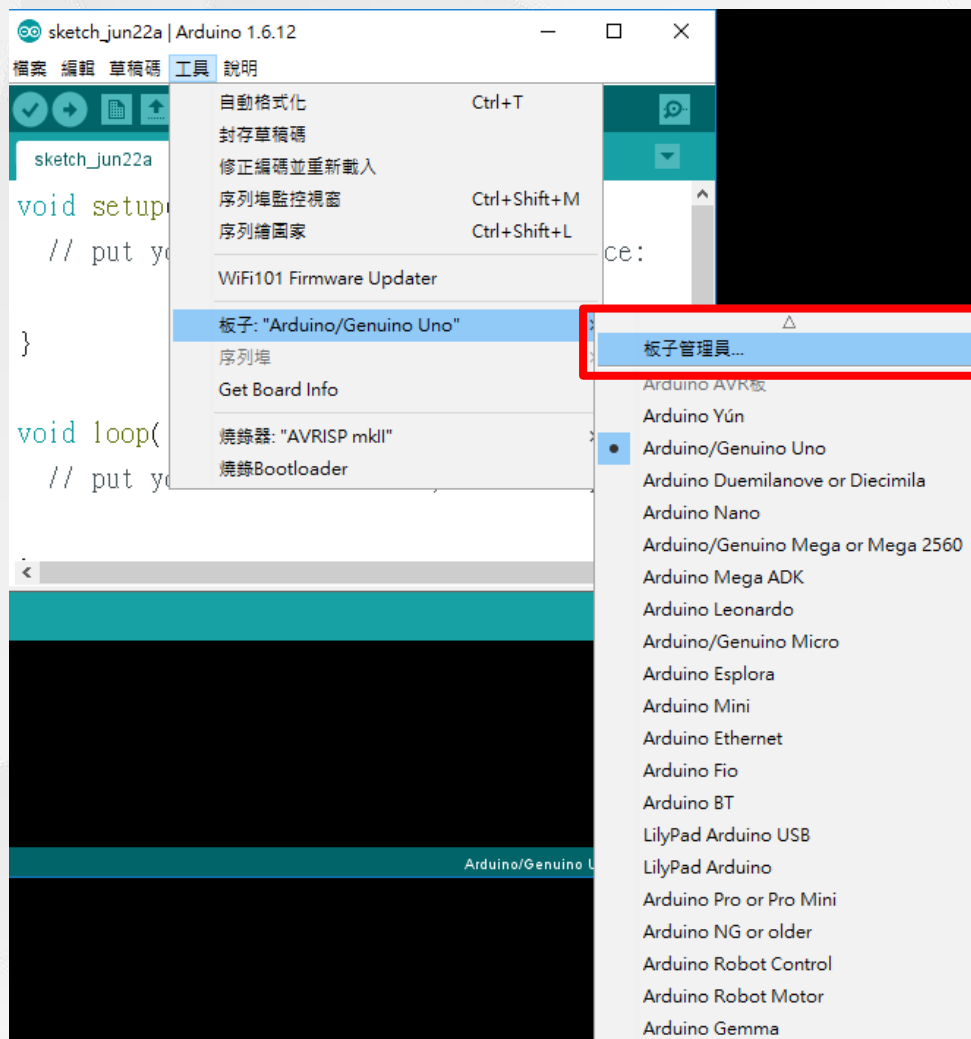 sketch_jun22a | Arduino 1.6.12
檔案 編輯 草稿碼 工具 說明
sketch_jun22a
void setup(
// put yo
ce:
}
void loop(
// put yo
自動格式化 Ctrl+T
封存草稿碼
修正編碼並重新載入
序列埠監控視窗 Ctrl+Shift+M
序列繪圖家 Ctrl+Shift+L
WiFi101 Firmware Updater
板子: "Arduino/Genuino Uno"
序列埠
Get Board Info
燒錄器: "AVRISP mkII"
燒錄Bootloader
板子管理員...
Arduino AVR板
Arduino Yún
Arduino/Genuino Uno
Arduino Duemilanove or Diecimila
Arduino Nano
Arduino/Genuino Mega or Mega 2560
Arduino Mega ADK
Arduino Leonardo
Arduino/Genuino Micro
Arduino Esplora
Arduino Mini
Arduino Ethernet
Arduino Fio
Arduino BT
LilyPad Arduino USB
LilyPad Arduino
Arduino Pro or Pro Mini
Arduino NG or older
Arduino Robot Control
Arduino Robot Motor
Arduino Gemma
Arduino/Genuino U